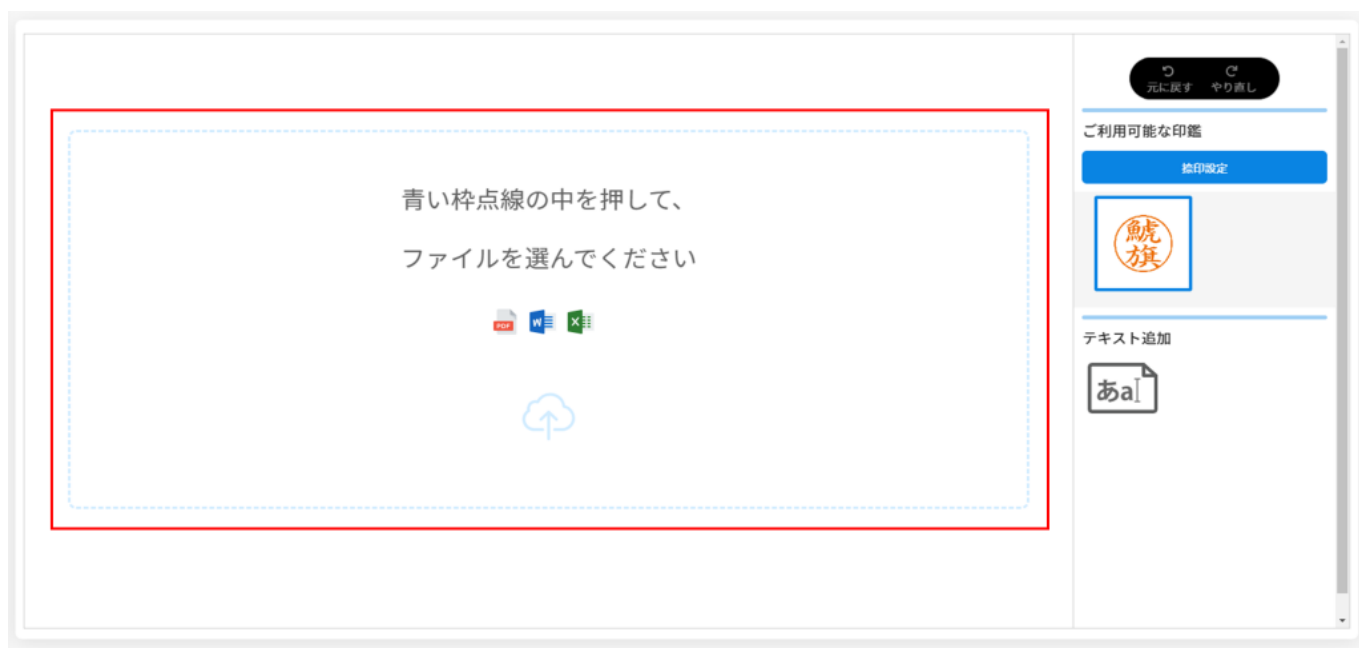 青い枠点線の中を押して、
ファイルを選んでください
PDF
W
X
元に戻す やり直し
ご利用可能な印鑑
捺印設定
鯱旗
テキスト追加
あa